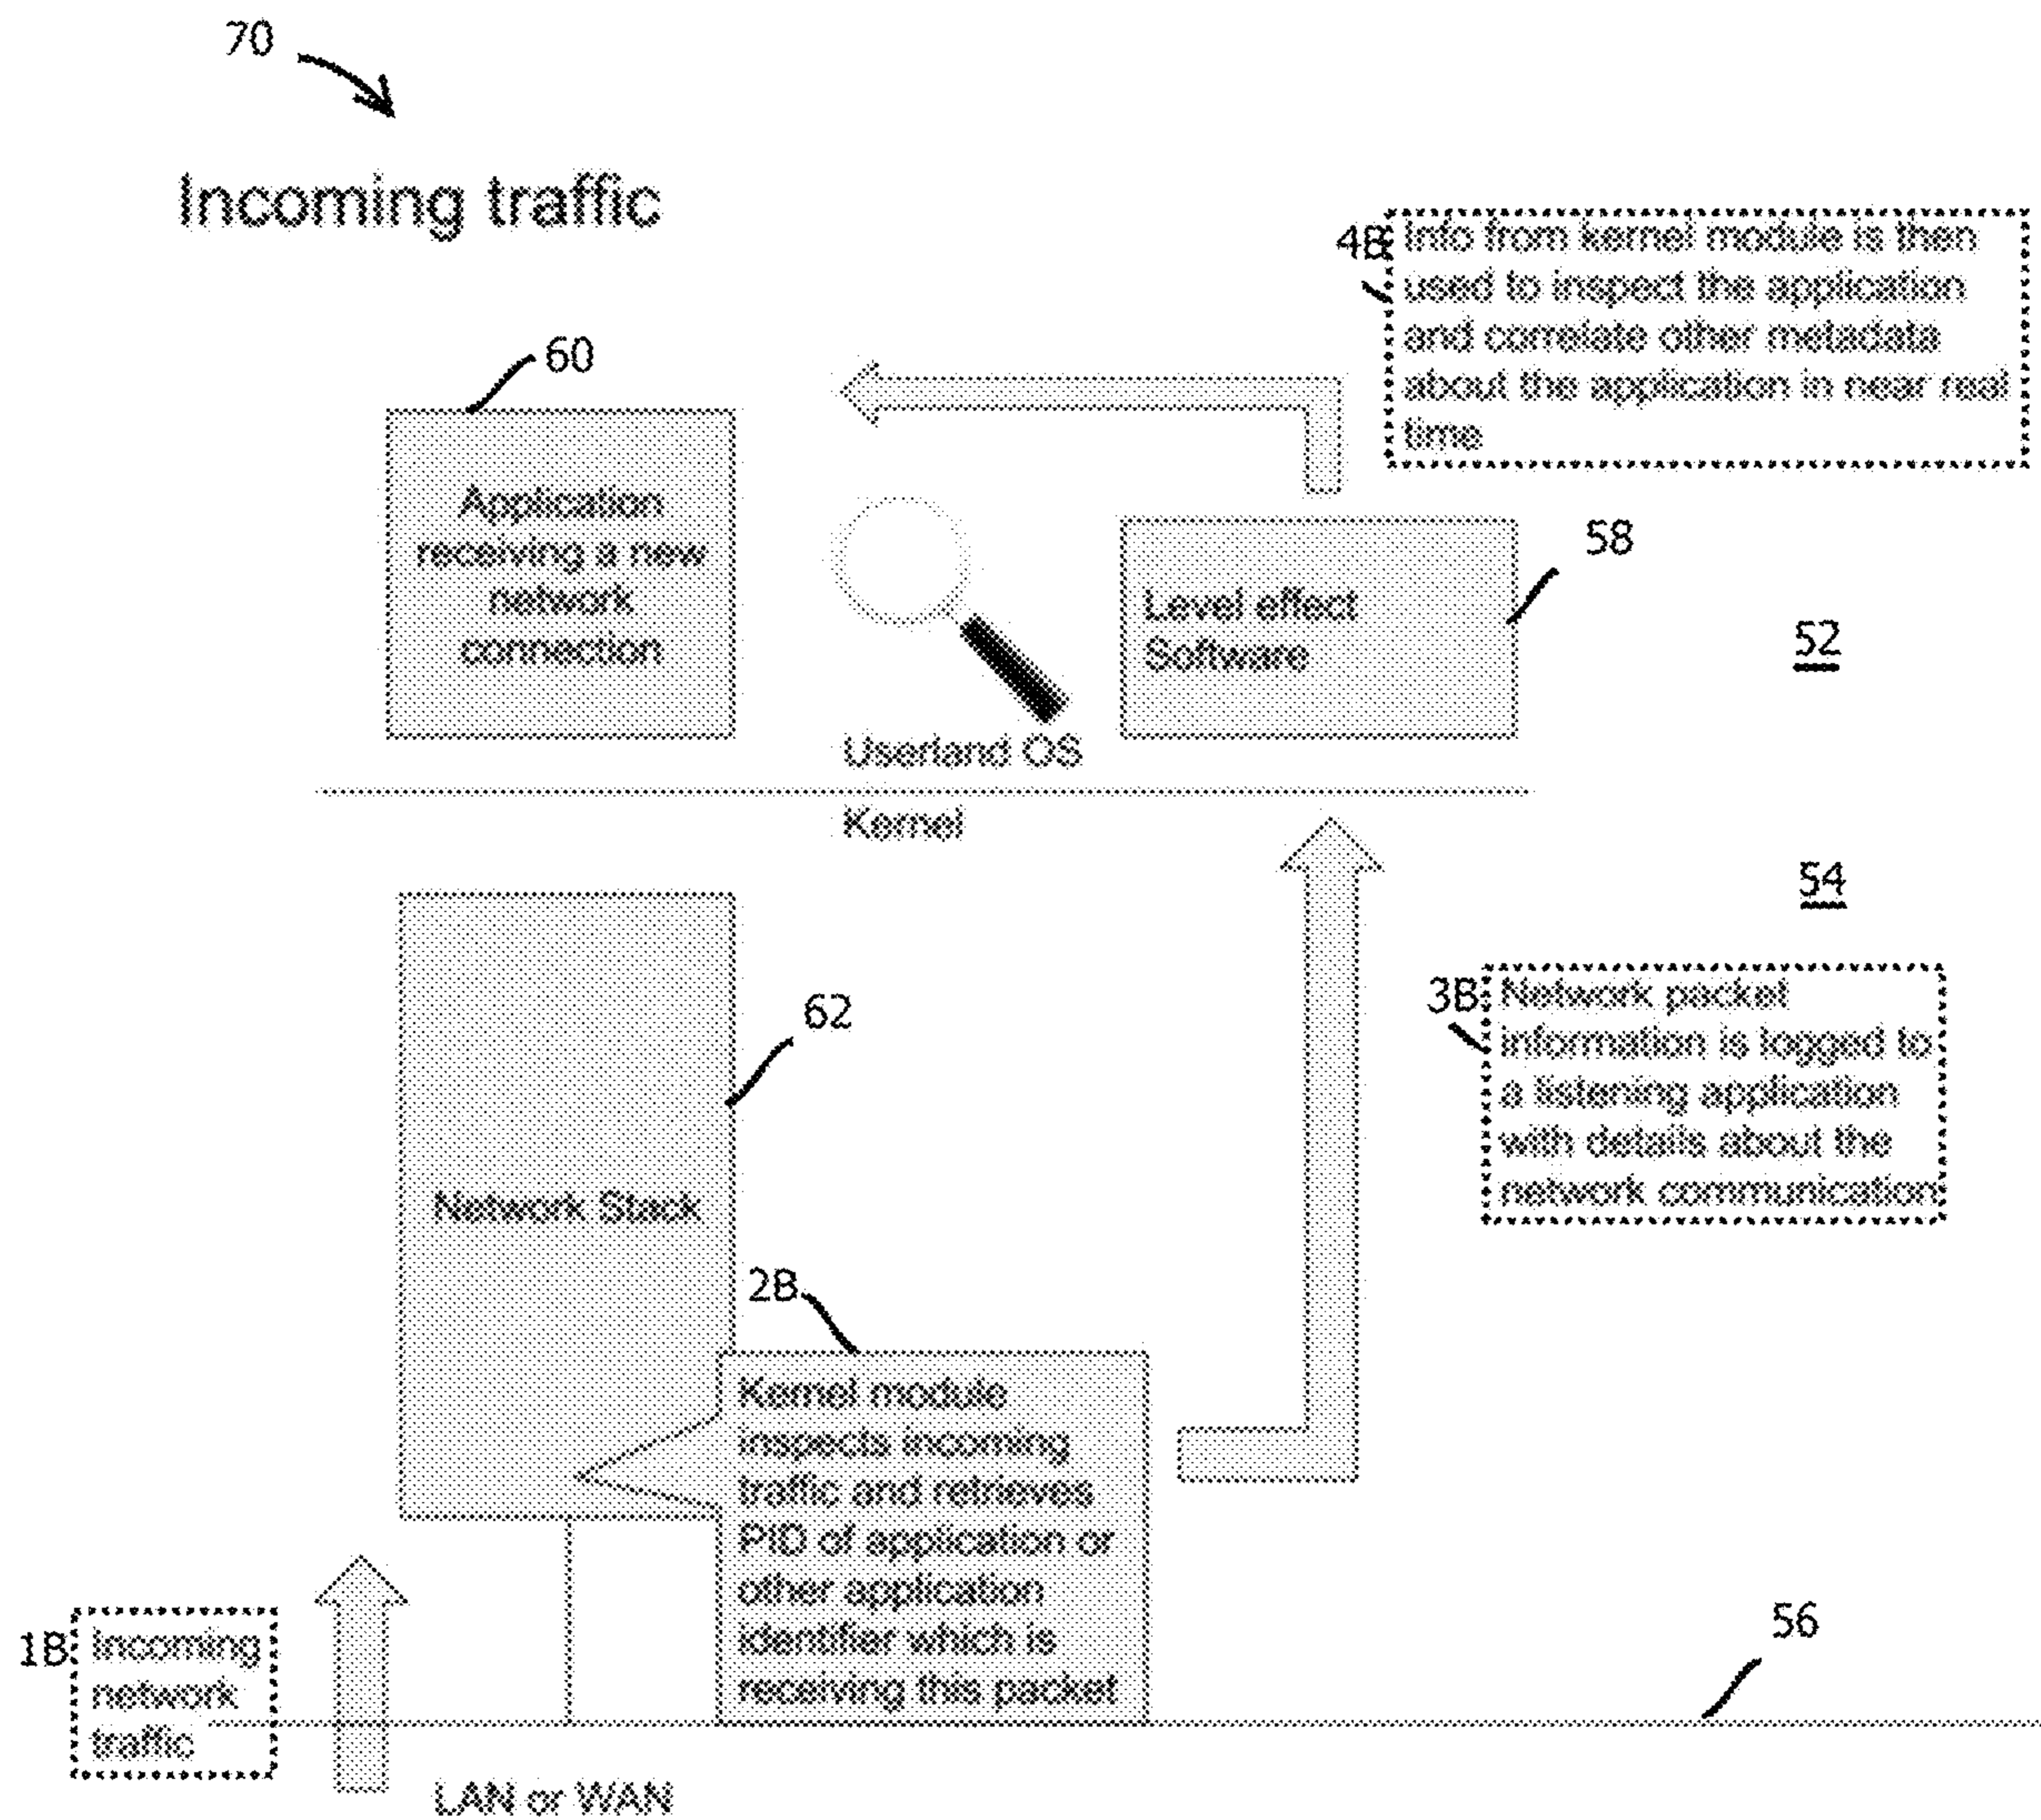 70
Incoming traffic
4B
Info from kernel module is then
used to inspect the application
and correlate other metadata
about the application in near real
time
60
Application
receiving a new
network
connection
58
Level effect
Software
52
Userland OS
Kernel
54
62
3B
Network packet
information is logged to
a listening application
with details about the
network communication
Network Stack
2B
Kernel module
inspects incoming
traffic and retrieves
PID of application or
other application
identifier which is
receiving this packet
1B
Incoming
network
traffic
56
LAN or WAN